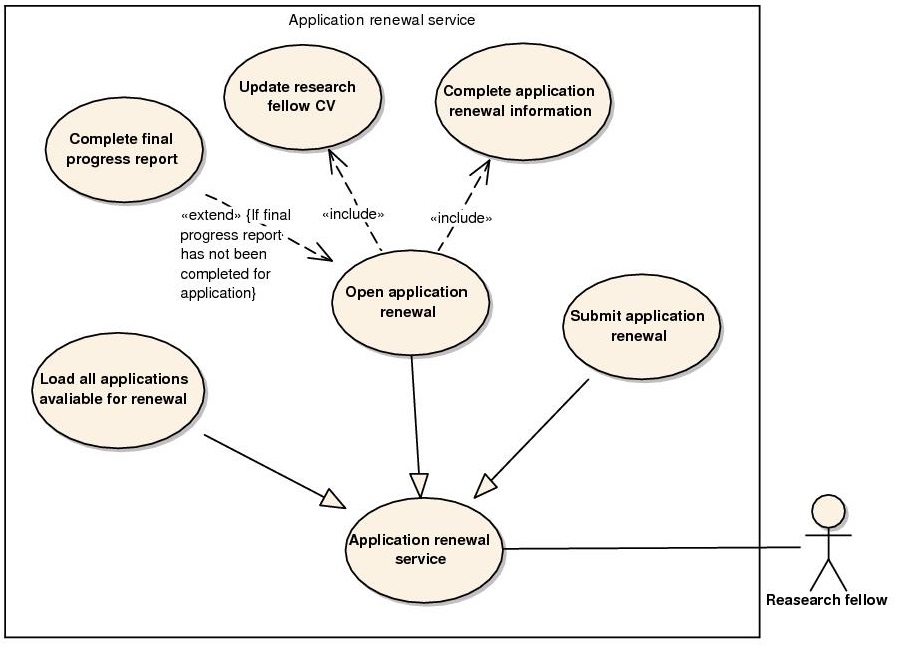 Application renewal service
Update research
fellow CV
Complete application
renewal information
Complete final
progress report
«extend» {If final
progress report
has not been
completed for
application}
«include»
«include»
Open application
renewal
Submit application
renewal
Load all applications
avaliable for renewal
Application renewal
service
Reasearch fellow